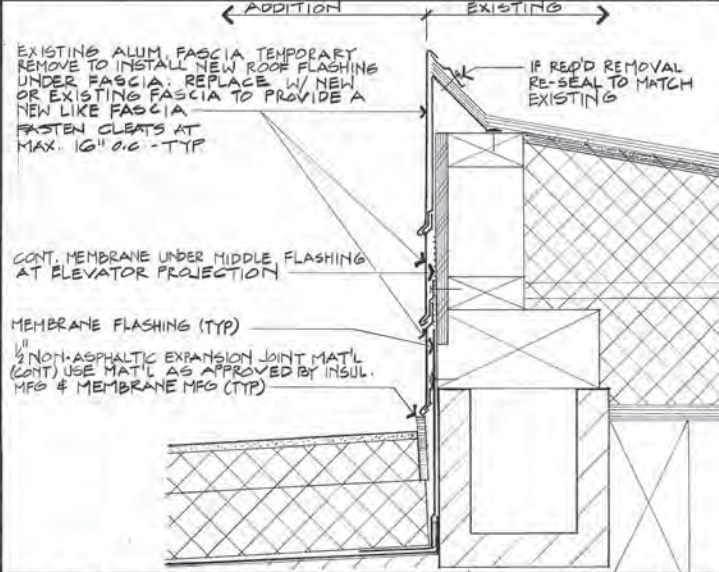 ADDITION
EXISTING
EXISTING ALUM. FASCIA TEMPORARY
REMOVE TO INSTALL NEW ROOF FLASHING
UNDER FASCIA; REPLACE W/ NEW
OR EXISTING FASCIA TO PROVIDE A
NEW LIKE FASCIA
FASTEN CLEATS AT
MAX. 16" O.C - TYP
IF REQ'D REMOVAL
RE-SEAL TO MATCH
EXISTING
CONT. MEMBRANE UNDER MIDDLE FLASHING
AT ELEVATOR PROJECTION
MEMBRANE FLASHING (TYP)
1/2" NON-ASPHALTIC EXPANSION JOINT MAT'L
(CONT) USE MAT'L AS APPROVED BY INSUL.
MFG & MEMBRANE MFG (TYP)